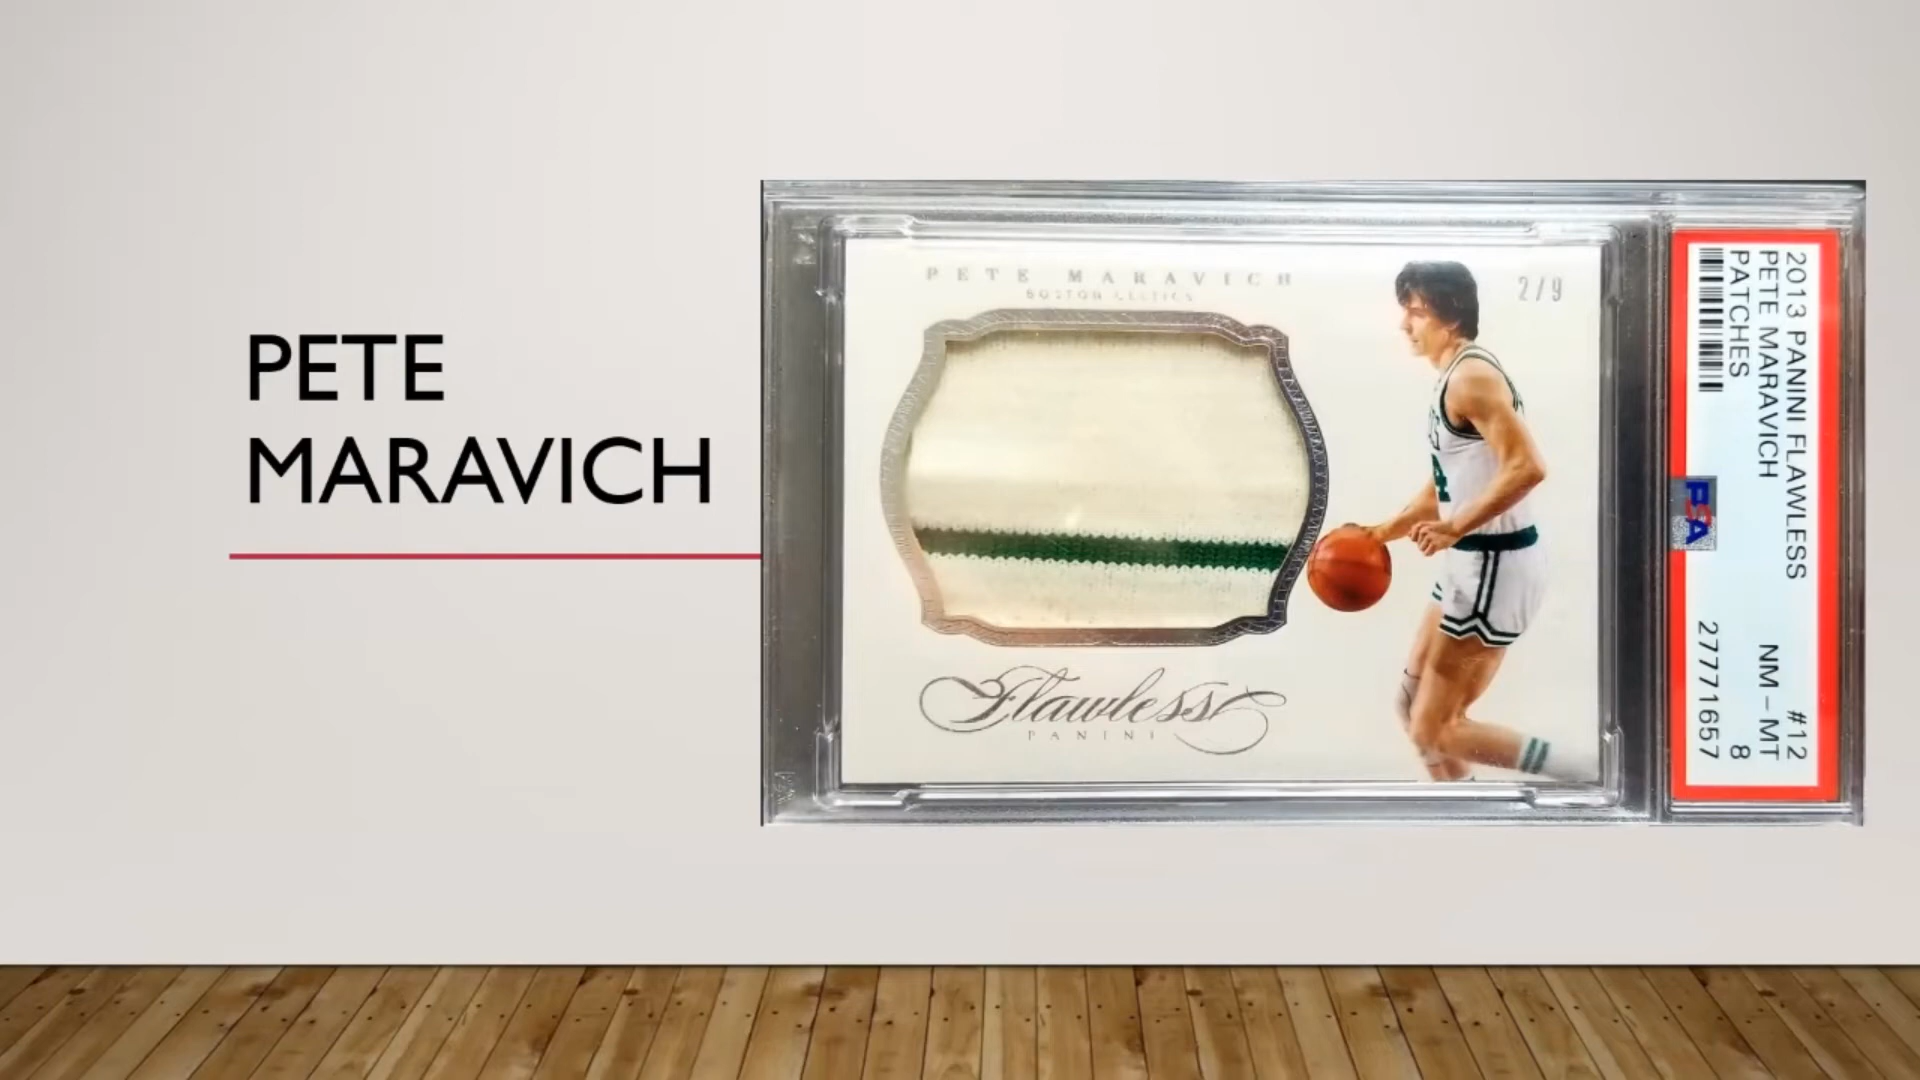 PETE
MARAVICH
PETE MARAVICH
BOSTON CELTICS
2/9
Flawless
PANINI
2013 PANINI FLAWLESS #12
PETE MARAVICH NM - MT
PATCHES 8
27771657
PSA